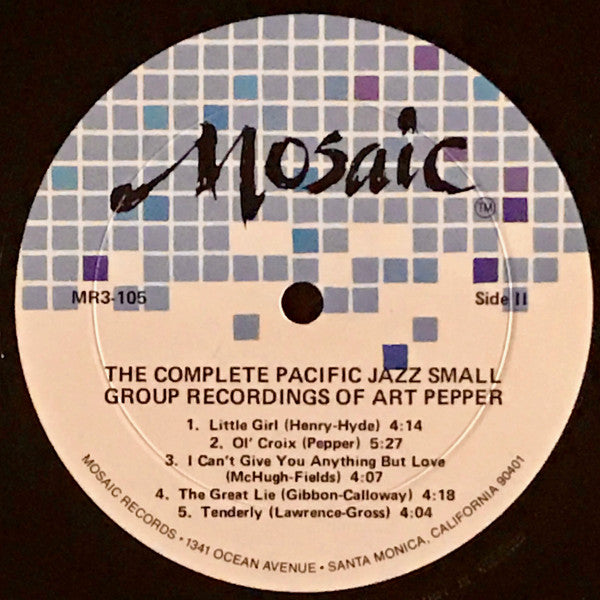 Mosaic
TM
MR3-105
Side II
THE COMPLETE PACIFIC JAZZ SMALL
GROUP RECORDINGS OF ART PEPPER
1. Little Girl (Henry-Hyde) 4:14
2. Ol' Croix (Pepper) 5:27
3. I Can't Give You Anything But Love
(McHugh-Fields) 4:07
4. The Great Lie (Gibbon-Calloway) 4:18
5. Tenderly (Lawrence-Gross) 4:04
MOSAIC RECORDS • 1341 OCEAN AVENUE • SANTA MONICA, CALIFORNIA 90401